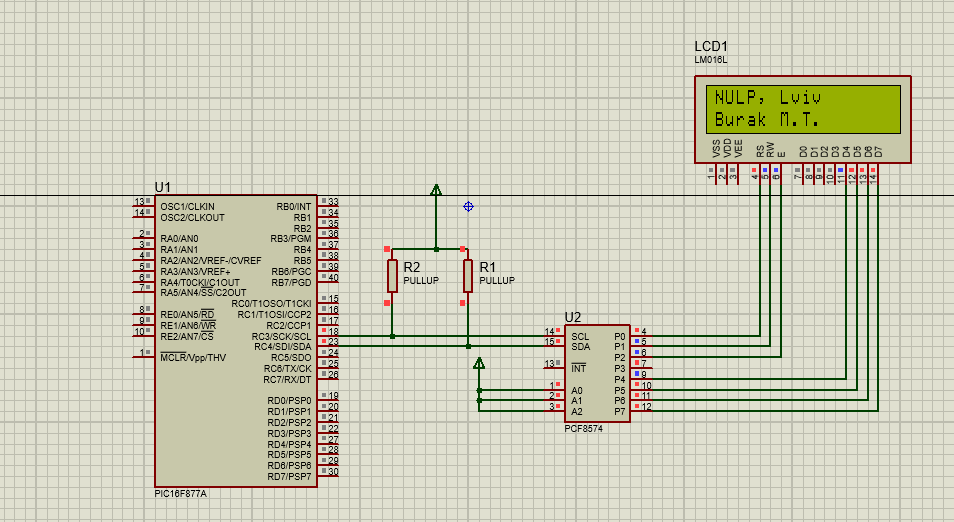 LCD1
LM016L
NULP, Lviv
Burak M.T.
VSS VDD VEE RS RW E D0 D1 D2 D3 D4 D5 D6 D7
1 2 3 4 5 6 7 8 9 10 11 12 13 14
U1
13 OSC1/CLKIN RB0/INT 33
14 OSC2/CLKOUT RB1 34
RB2 35
2 RA0/AN0 RB3/PGM 36
3 RA1/AN1 RB4 37
4 RA2/AN2/VREF-/CVREF RB5 38
5 RA3/AN3/VREF+ RB6/PGC 39
6 RA4/T0CKI/C1OUT RB7/PGD 40
7 RA5/AN4/SS/C2OUT
RC0/T1OSO/T1CKI 15
8 RE0/AN5/RD RC1/T1OSI/CCP2 16
9 RE1/AN6/WR RC2/CCP1 17
10 RE2/AN7/CS RC3/SCK/SCL 18
RC4/SDI/SDA 23
1 MCLR/Vpp/THV RC5/SDO 24
RC6/TX/CK 25
RC7/RX/DT 26
RD0/PSP0 19
RD1/PSP1 20
RD2/PSP2 21
RD3/PSP3 22
RD4/PSP4 27
RD5/PSP5 28
RD6/PSP6 29
RD7/PSP7 30
PIC16F877A
R2
PULLUP
R1
PULLUP
U2
14 SCL P0 4
15 SDA P1 5
P2 6
13 INT P3 7
P4 9
1 A0 P5 10
2 A1 P6 11
3 A2 P7 12
PCF8574